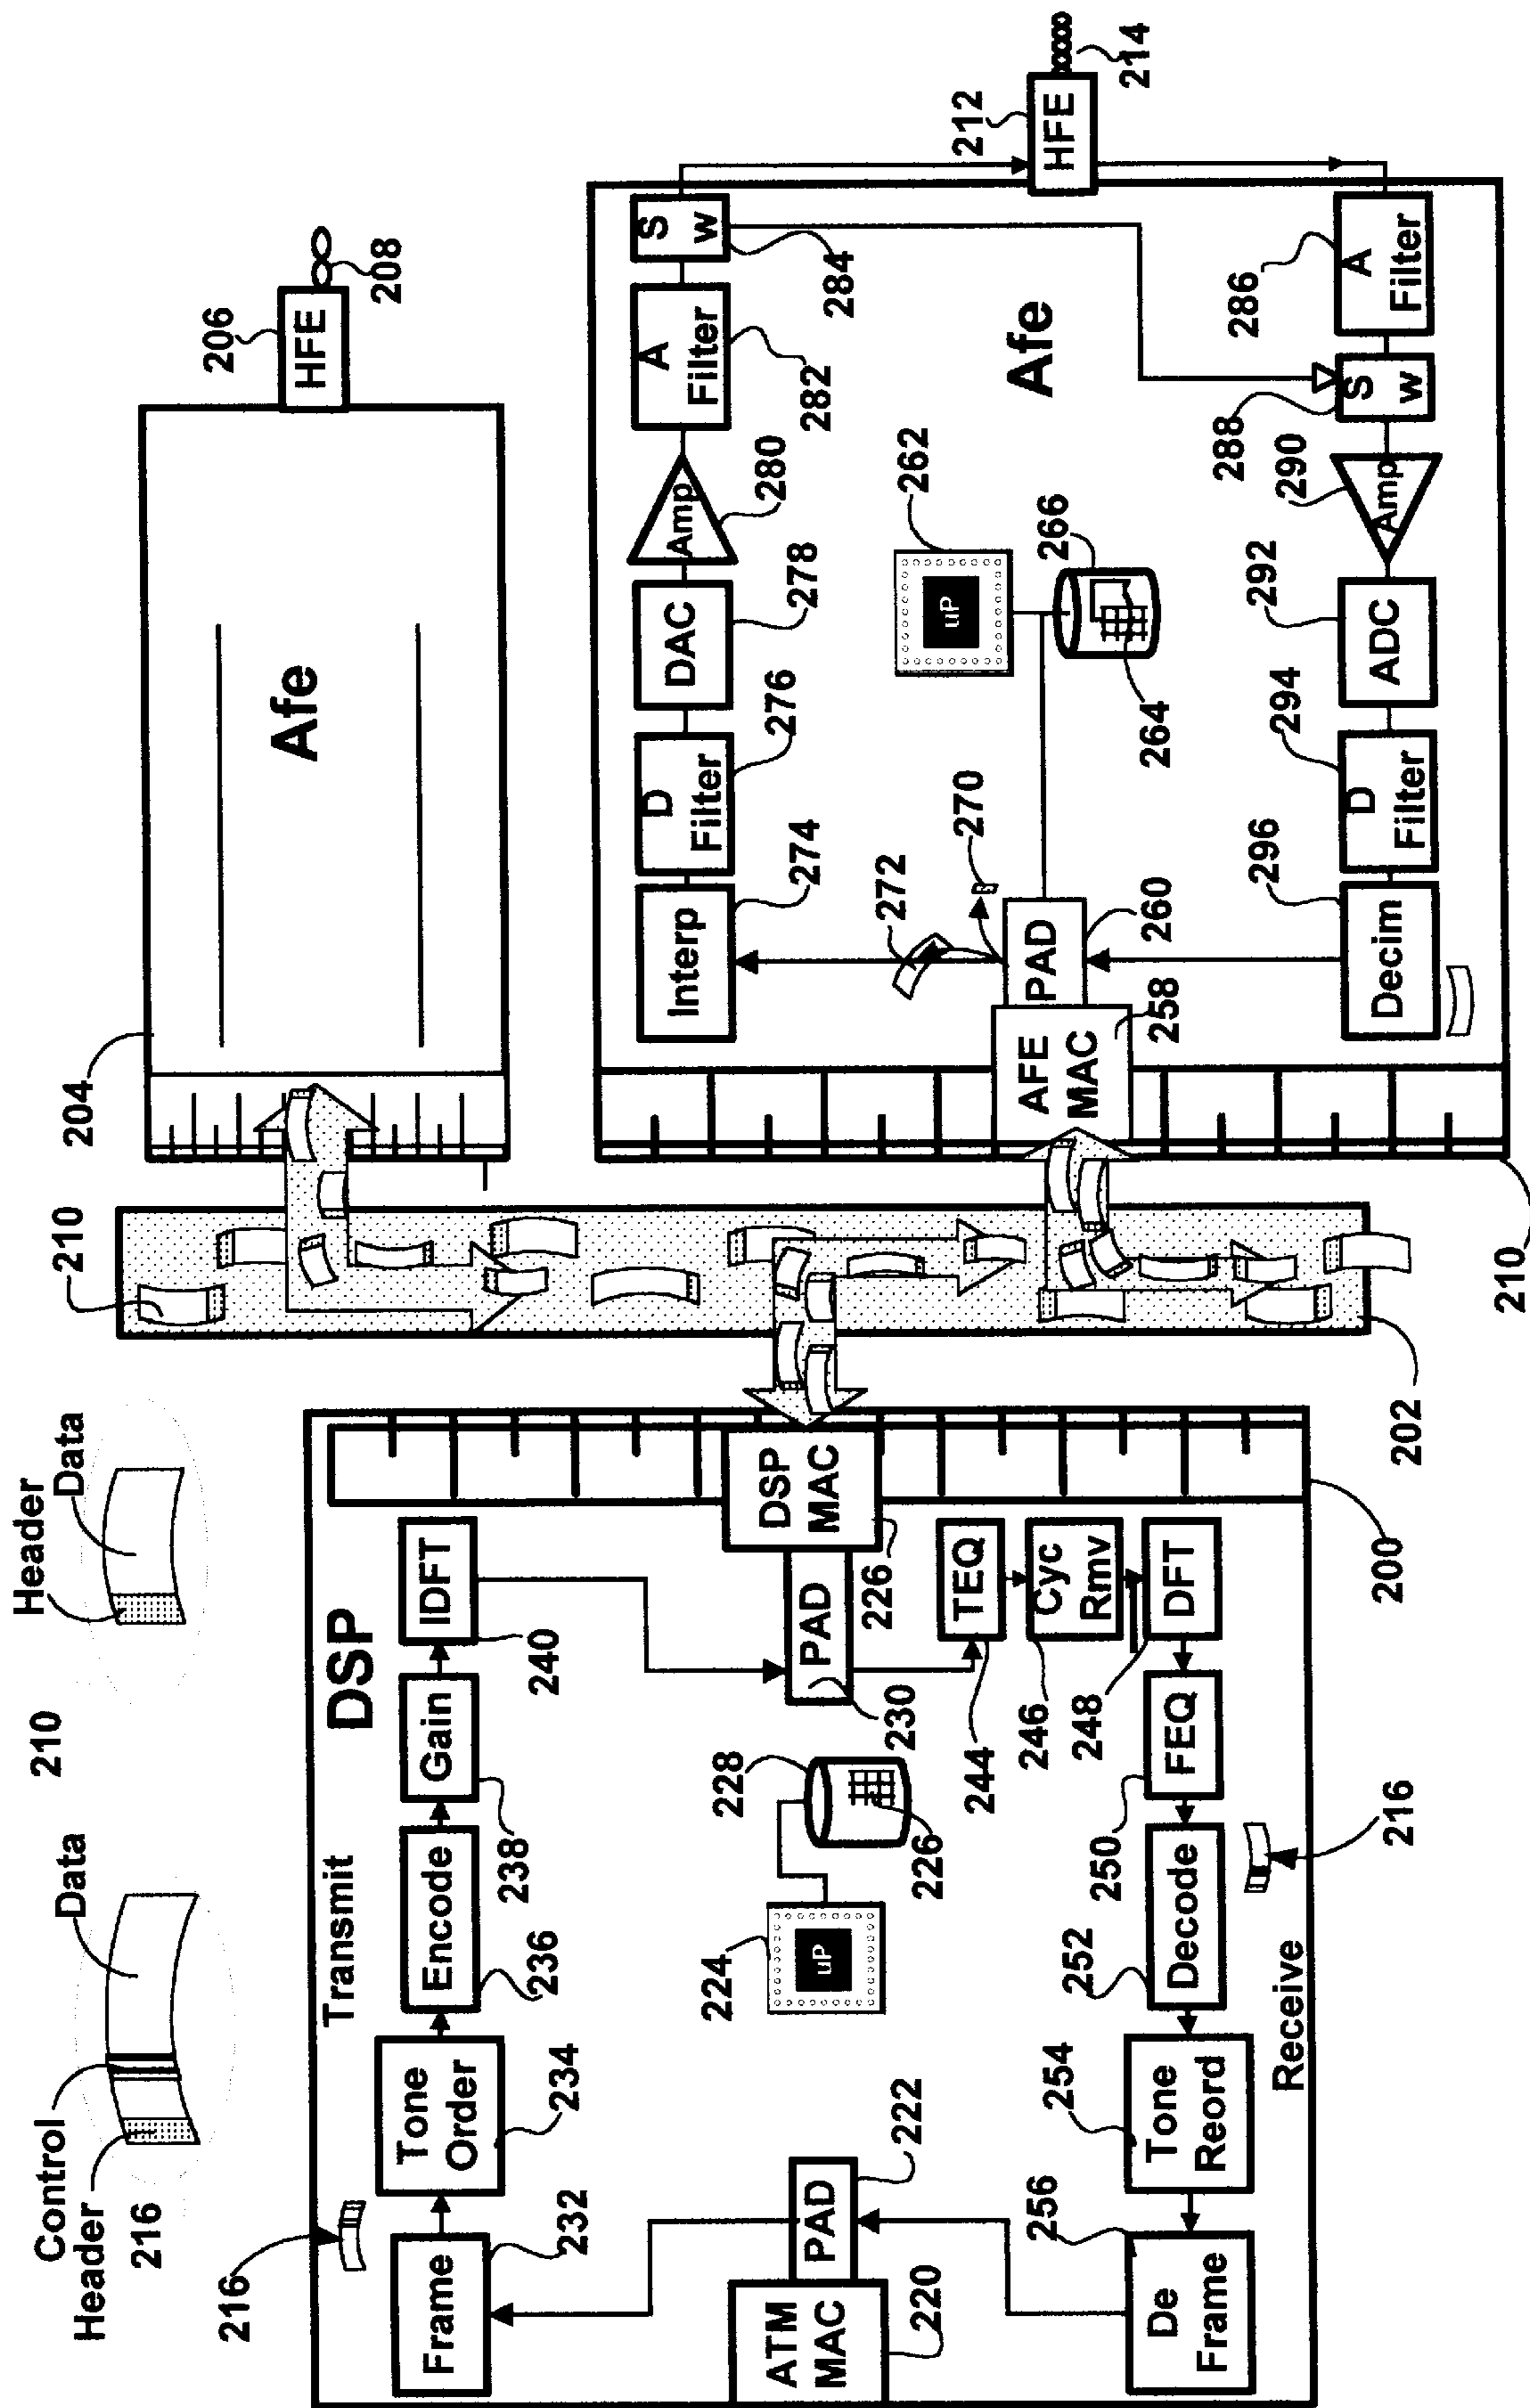 Control
Header
Data
216
Header
Data
210
210
204
Afe
206
HFE
208
DSP
Transmit
216
Frame
232
Tone
Order
234
Encode
236
Gain
238
IDFT
240
ATM
MAC
220
PAD
222
224
uP
228
226
PAD
230
DSP
MAC
226
TEQ
244
Cyc
Rmv
246
DFT
248
FEQ
250
Decode
252
Tone
Reord
254
De
Frame
256
216
Receive
200
202
Interp
274
D
Filter
276
DAC
278
Amp
280
A
Filter
282
S
w
284
HFE
212
214
Afe
AFE
MAC
258
PAD
260
272
270
uP
262
266
264
Decim
296
D
Filter
294
ADC
292
Amp
290
S
w
288
A
Filter
286
210